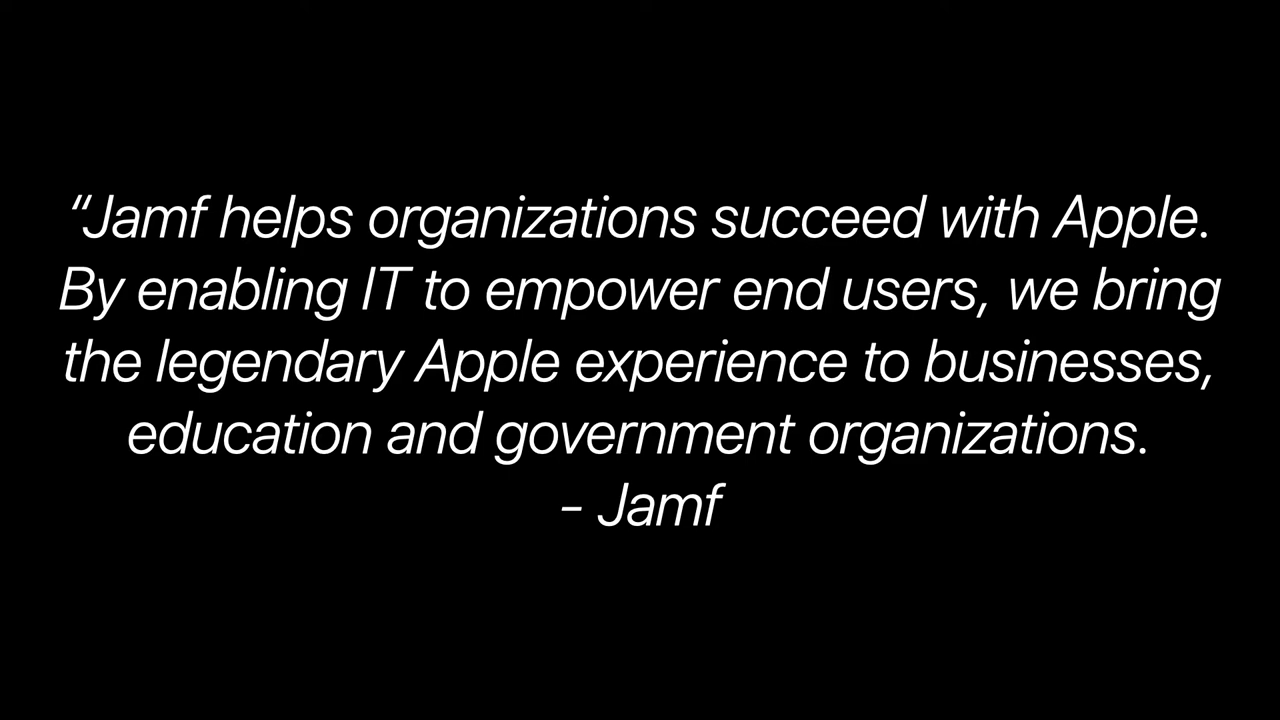 “Jamf helps organizations succeed with Apple.
By enabling IT to empower end users, we bring
the legendary Apple experience to businesses,
education and government organizations.
- Jamf